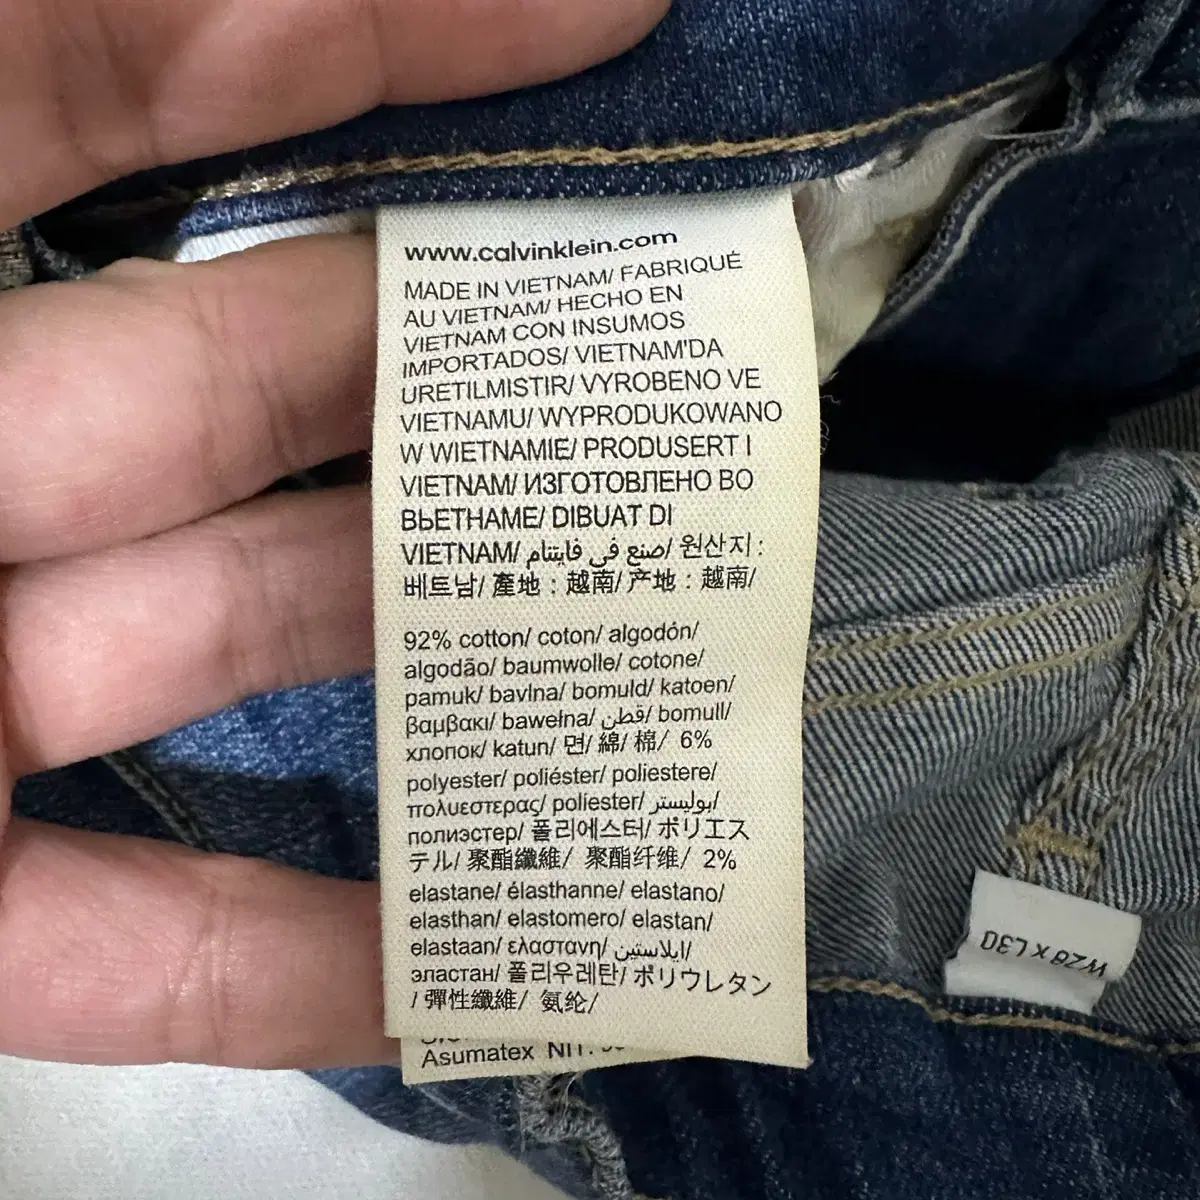 www.calvinklein.com
MADE IN VIETNAM/ FABRIQUÉ
AU VIETNAM/ HECHO EN
VIETNAM CON INSUMOS
IMPORTADOS/ VIETNAM'DA
URETILMISTIR/ VYROBENO VE
VIETNAMU/ WYPRODUKOWANO
W WIETNAMIE/ PRODUSERT I
VIETNAM/ ИЗГОТОВЛЕНО ВО
ВЬЕТНАМЕ/ DIBUAT DI
VIETNAM/ صنع في فايتنام/ 원산지 :
베트남/ 產地 : 越南/ 产地 : 越南/
92% cotton/ coton/ algodón/
algodão/ baumwolle/ cotone/
pamuk/ bavlna/ bomuld/ katoen/
βαμβακι/ bawełna/ قطن/ bomull/
хлопок/ katun/ 면/ 綿/ 棉/ 6%
polyester/ poliéster/ poliestere/
πολυεστερας/ poliester/ بوليستر/
полиэстер/ 폴리에스터/ ポリエス
テル/ 聚酯纖維/ 聚酯纤维/ 2%
elastane/ élasthanne/ elastano/
elasthan/ elastomero/ elastan/
elastaan/ ελαστανη/ ايلاستين/
эластан/ 폴리우레탄/ ポリウレタン
/ 彈性纖維/ 氨纶/
Asumatex NIT:
W28 x L30